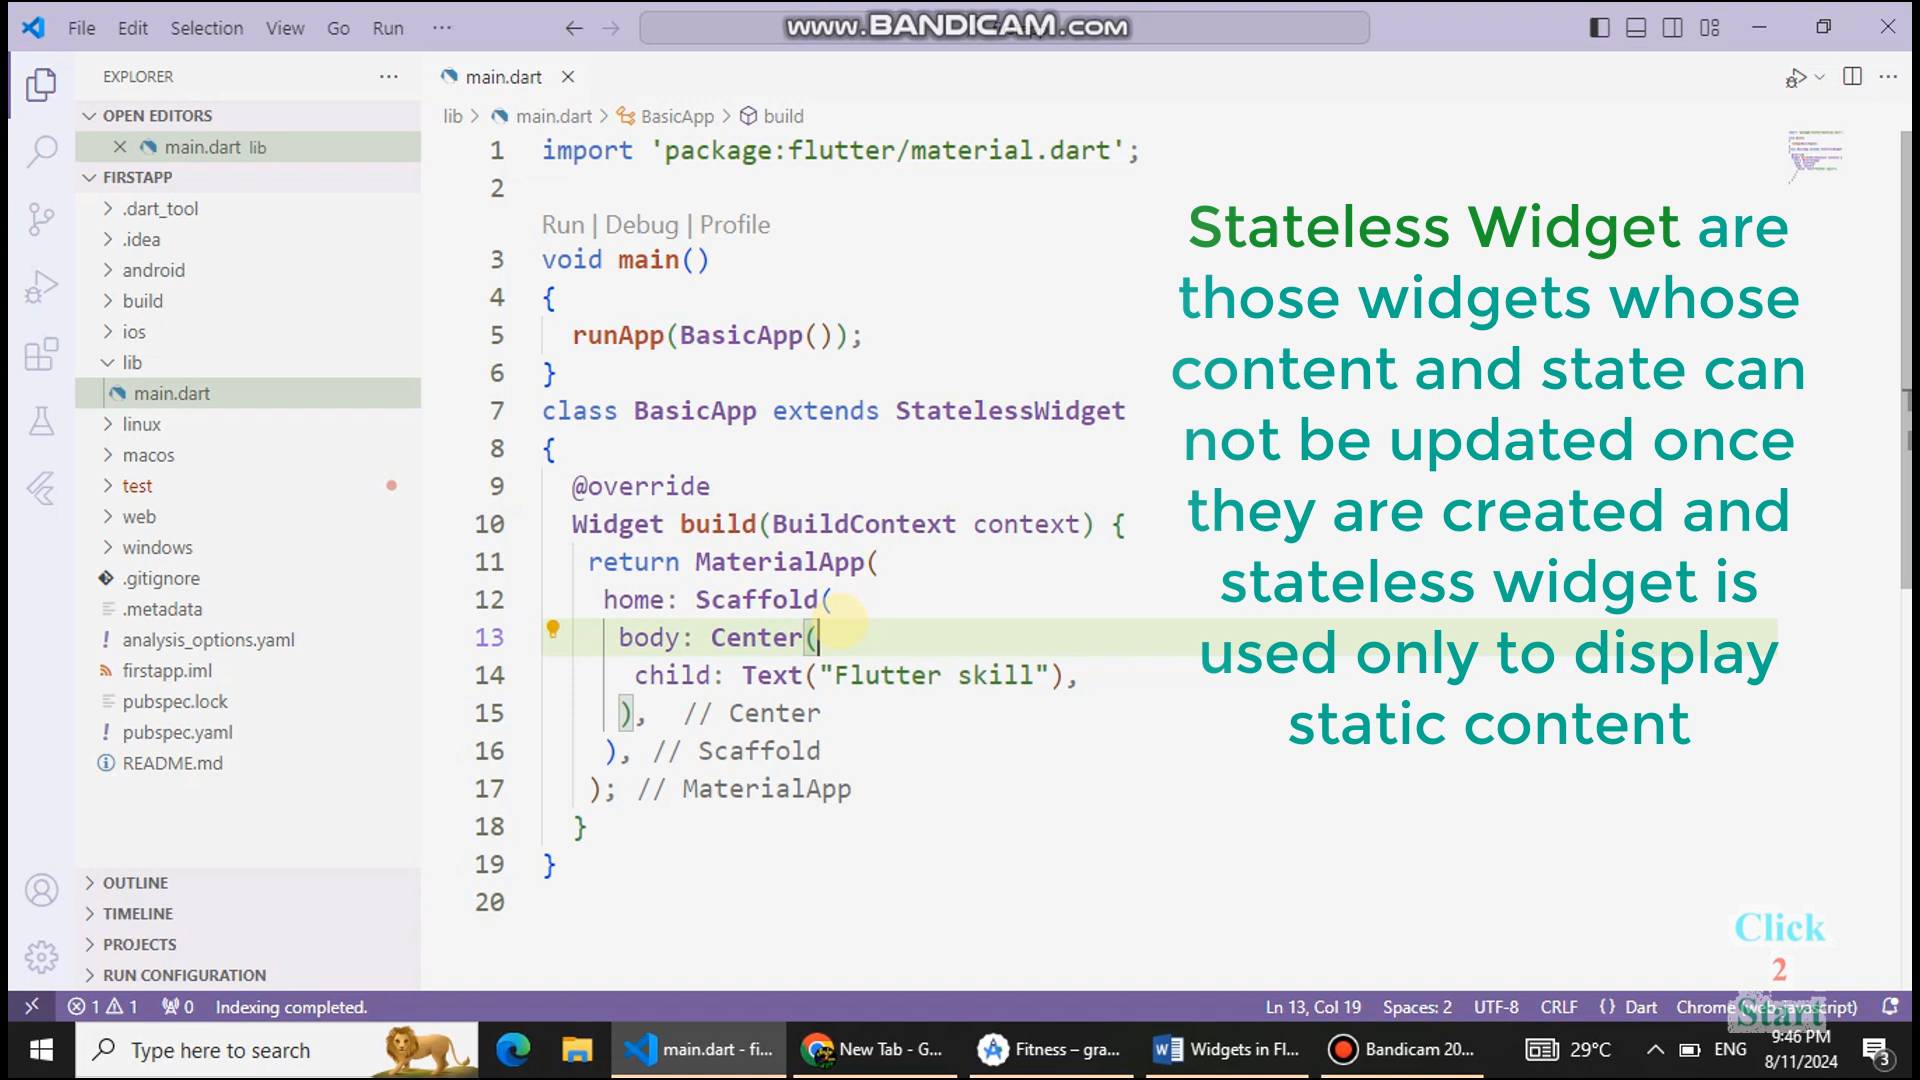 File Edit Selection View Go Run ···
www.BANDICAM.com
EXPLORER
OPEN EDITORS
main.dart lib
FIRSTAPP
.dart_tool
.idea
android
build
ios
lib
main.dart
linux
macos
test
web
windows
.gitignore
.metadata
analysis_options.yaml
firstapp.iml
pubspec.lock
pubspec.yaml
README.md
OUTLINE
TIMELINE
PROJECTS
RUN CONFIGURATION
main.dart
lib > main.dart > BasicApp > build
1 import 'package:flutter/material.dart';
2
Run | Debug | Profile
3 void main()
4 {
5 runApp(BasicApp());
6 }
7 class BasicApp extends StatelessWidget
8 {
9 @override
10 Widget build(BuildContext context) {
11 return MaterialApp(
12 home: Scaffold(
13 body: Center(
14 child: Text("Flutter skill"),
15 ), // Center
16 ), // Scaffold
17 ); // MaterialApp
18 }
19 }
20
Stateless Widget are
those widgets whose
content and state can
not be updated once
they are created and
stateless widget is
used only to display
static content
Click
2
Start
1 1 0 Indexing completed.
Ln 13, Col 19 Spaces: 2 UTF-8 CRLF {} Dart Chrome (web-javascript)
Type here to search
main.dart - fi...
New Tab - G...
Fitness – gra...
Widgets in Fl...
Bandicam 20...
29°C
ENG
9:46 PM
8/11/2024
3